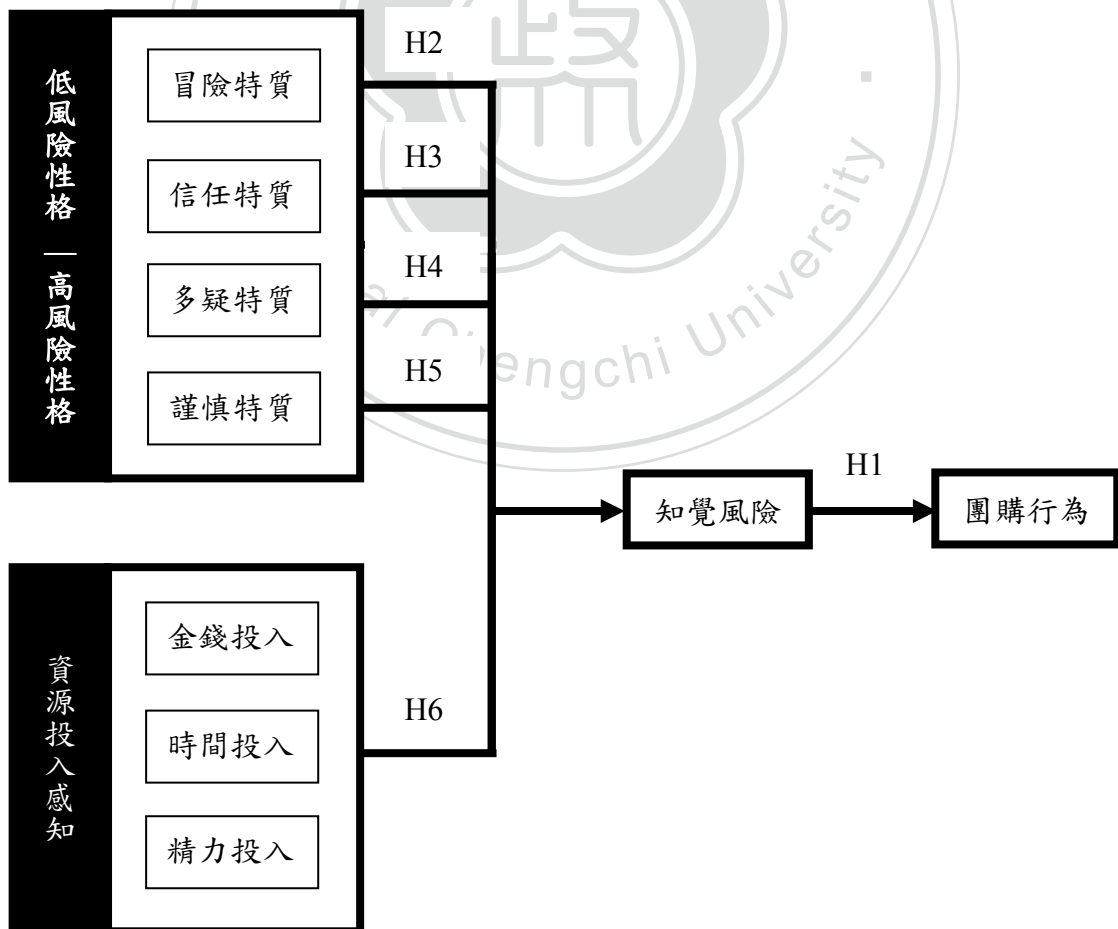 低風險性格 — 高風險性格
冒險特質
信任特質
多疑特質
謹慎特質
H2
H3
H4
H5
資源投入感知
金錢投入
時間投入
精力投入
H6
知覺風險
H1
團購行為
政
engchi University